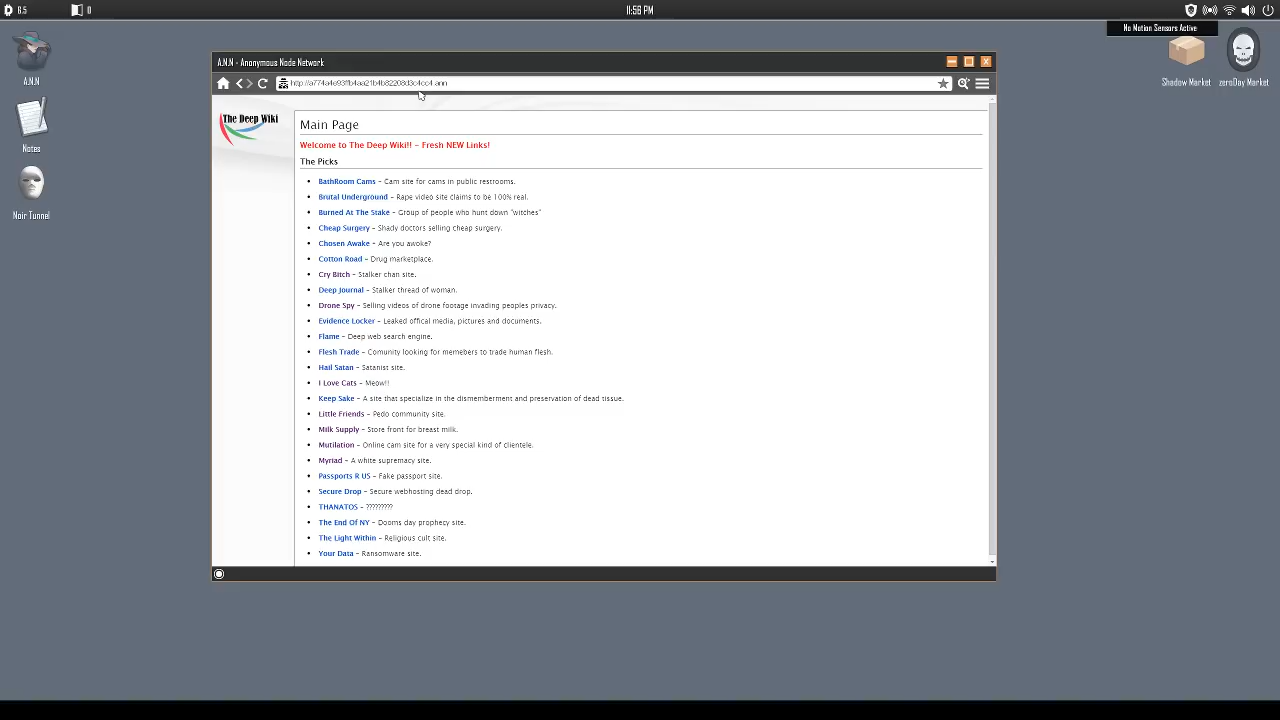 6.5
0
11:56 PM
No Motion Sensors Active
A.N.N
Notes
Noir Tunnel
Shadow Market
zeroDay Market
A.N.N - Anonymous Node Network
The Deep Wiki
Main Page
Welcome to The Deep Wiki!! - Fresh NEW Links!
The Picks
BathRoom Cams - Cam site for cams in public restrooms.
Brutal Underground - Rape video site claims to be 100% real.
Burned At The Stake - Group of people who hunt down "witches"
Cheap Surgery - Shady doctors selling cheap surgery.
Chosen Awake - Are you awoke?
Cotton Road - Drug marketplace.
Cry Bitch - Stalker chan site.
Deep Journal - Stalker thread of woman.
Drone Spy - Selling videos of drone footage invading peoples privacy.
Evidence Locker - Leaked offical media, pictures and documents.
Flame - Deep web search engine.
Flesh Trade - Comunity looking for memebers to trade human flesh.
Hail Satan - Satanist site.
I Love Cats - Meow!!
Keep Sake - A site that specialize in the dismemberment and preservation of dead tissue.
Little Friends - Pedo community site.
Milk Supply - Store front for breast milk.
Mutilation - Online cam site for a very special kind of clientele.
Myriad - A white supremacy site.
Passports R US - Fake passport site.
Secure Drop - Secure webhosting dead drop.
THANATOS - ?????????
The End Of NY - Dooms day prophecy site.
The Light Within - Religious cult site.
Your Data - Ransomware site.